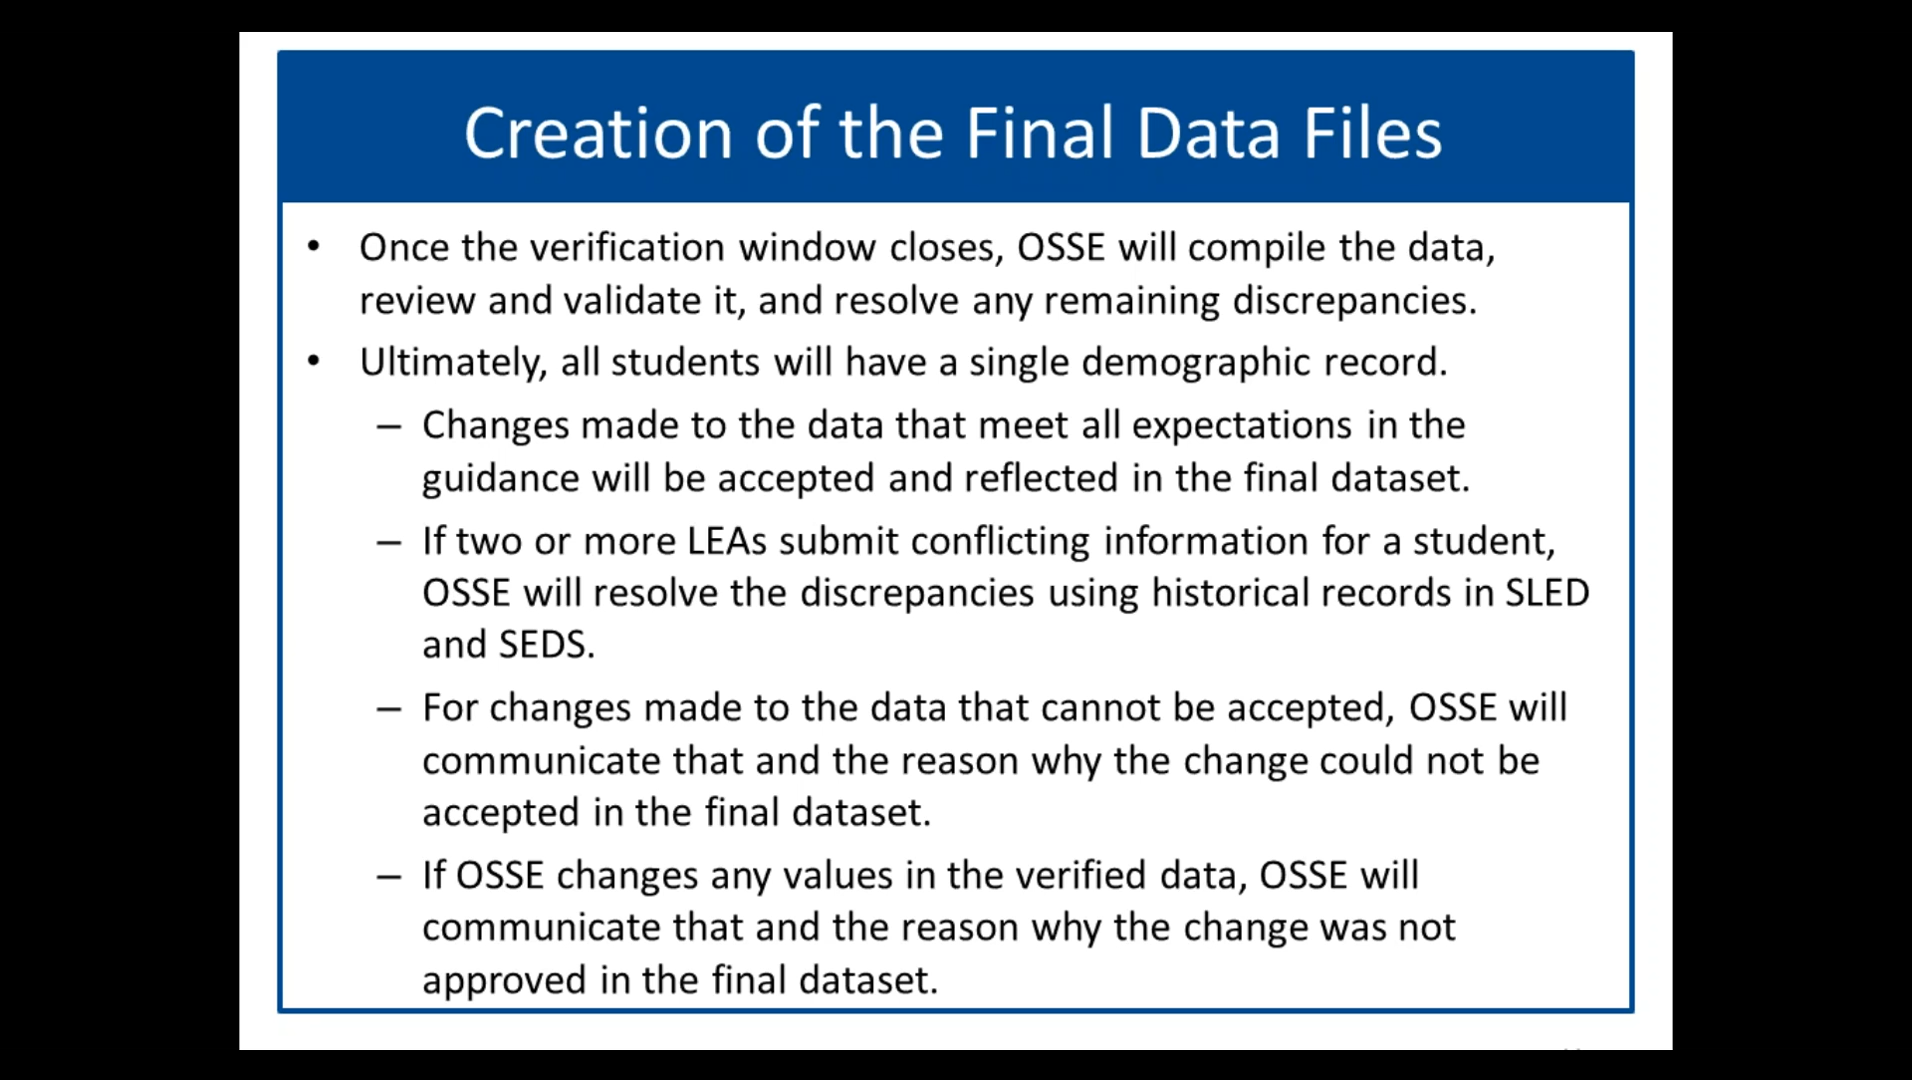 Creation of the Final Data Files
• Once the verification window closes, OSSE will compile the data,
review and validate it, and resolve any remaining discrepancies.
• Ultimately, all students will have a single demographic record.
– Changes made to the data that meet all expectations in the
guidance will be accepted and reflected in the final dataset.
– If two or more LEAs submit conflicting information for a student,
OSSE will resolve the discrepancies using historical records in SLED
and SEDS.
– For changes made to the data that cannot be accepted, OSSE will
communicate that and the reason why the change could not be
accepted in the final dataset.
– If OSSE changes any values in the verified data, OSSE will
communicate that and the reason why the change was not
approved in the final dataset.